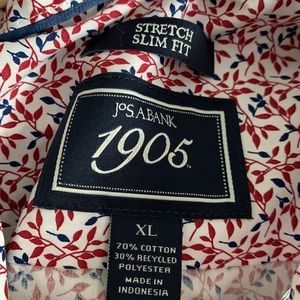 STRETCH
SLIM FIT
JOS. A BANK
1905
XL
70% COTTON
30% RECYCLED
POLYESTER
MADE IN
INDONESIA